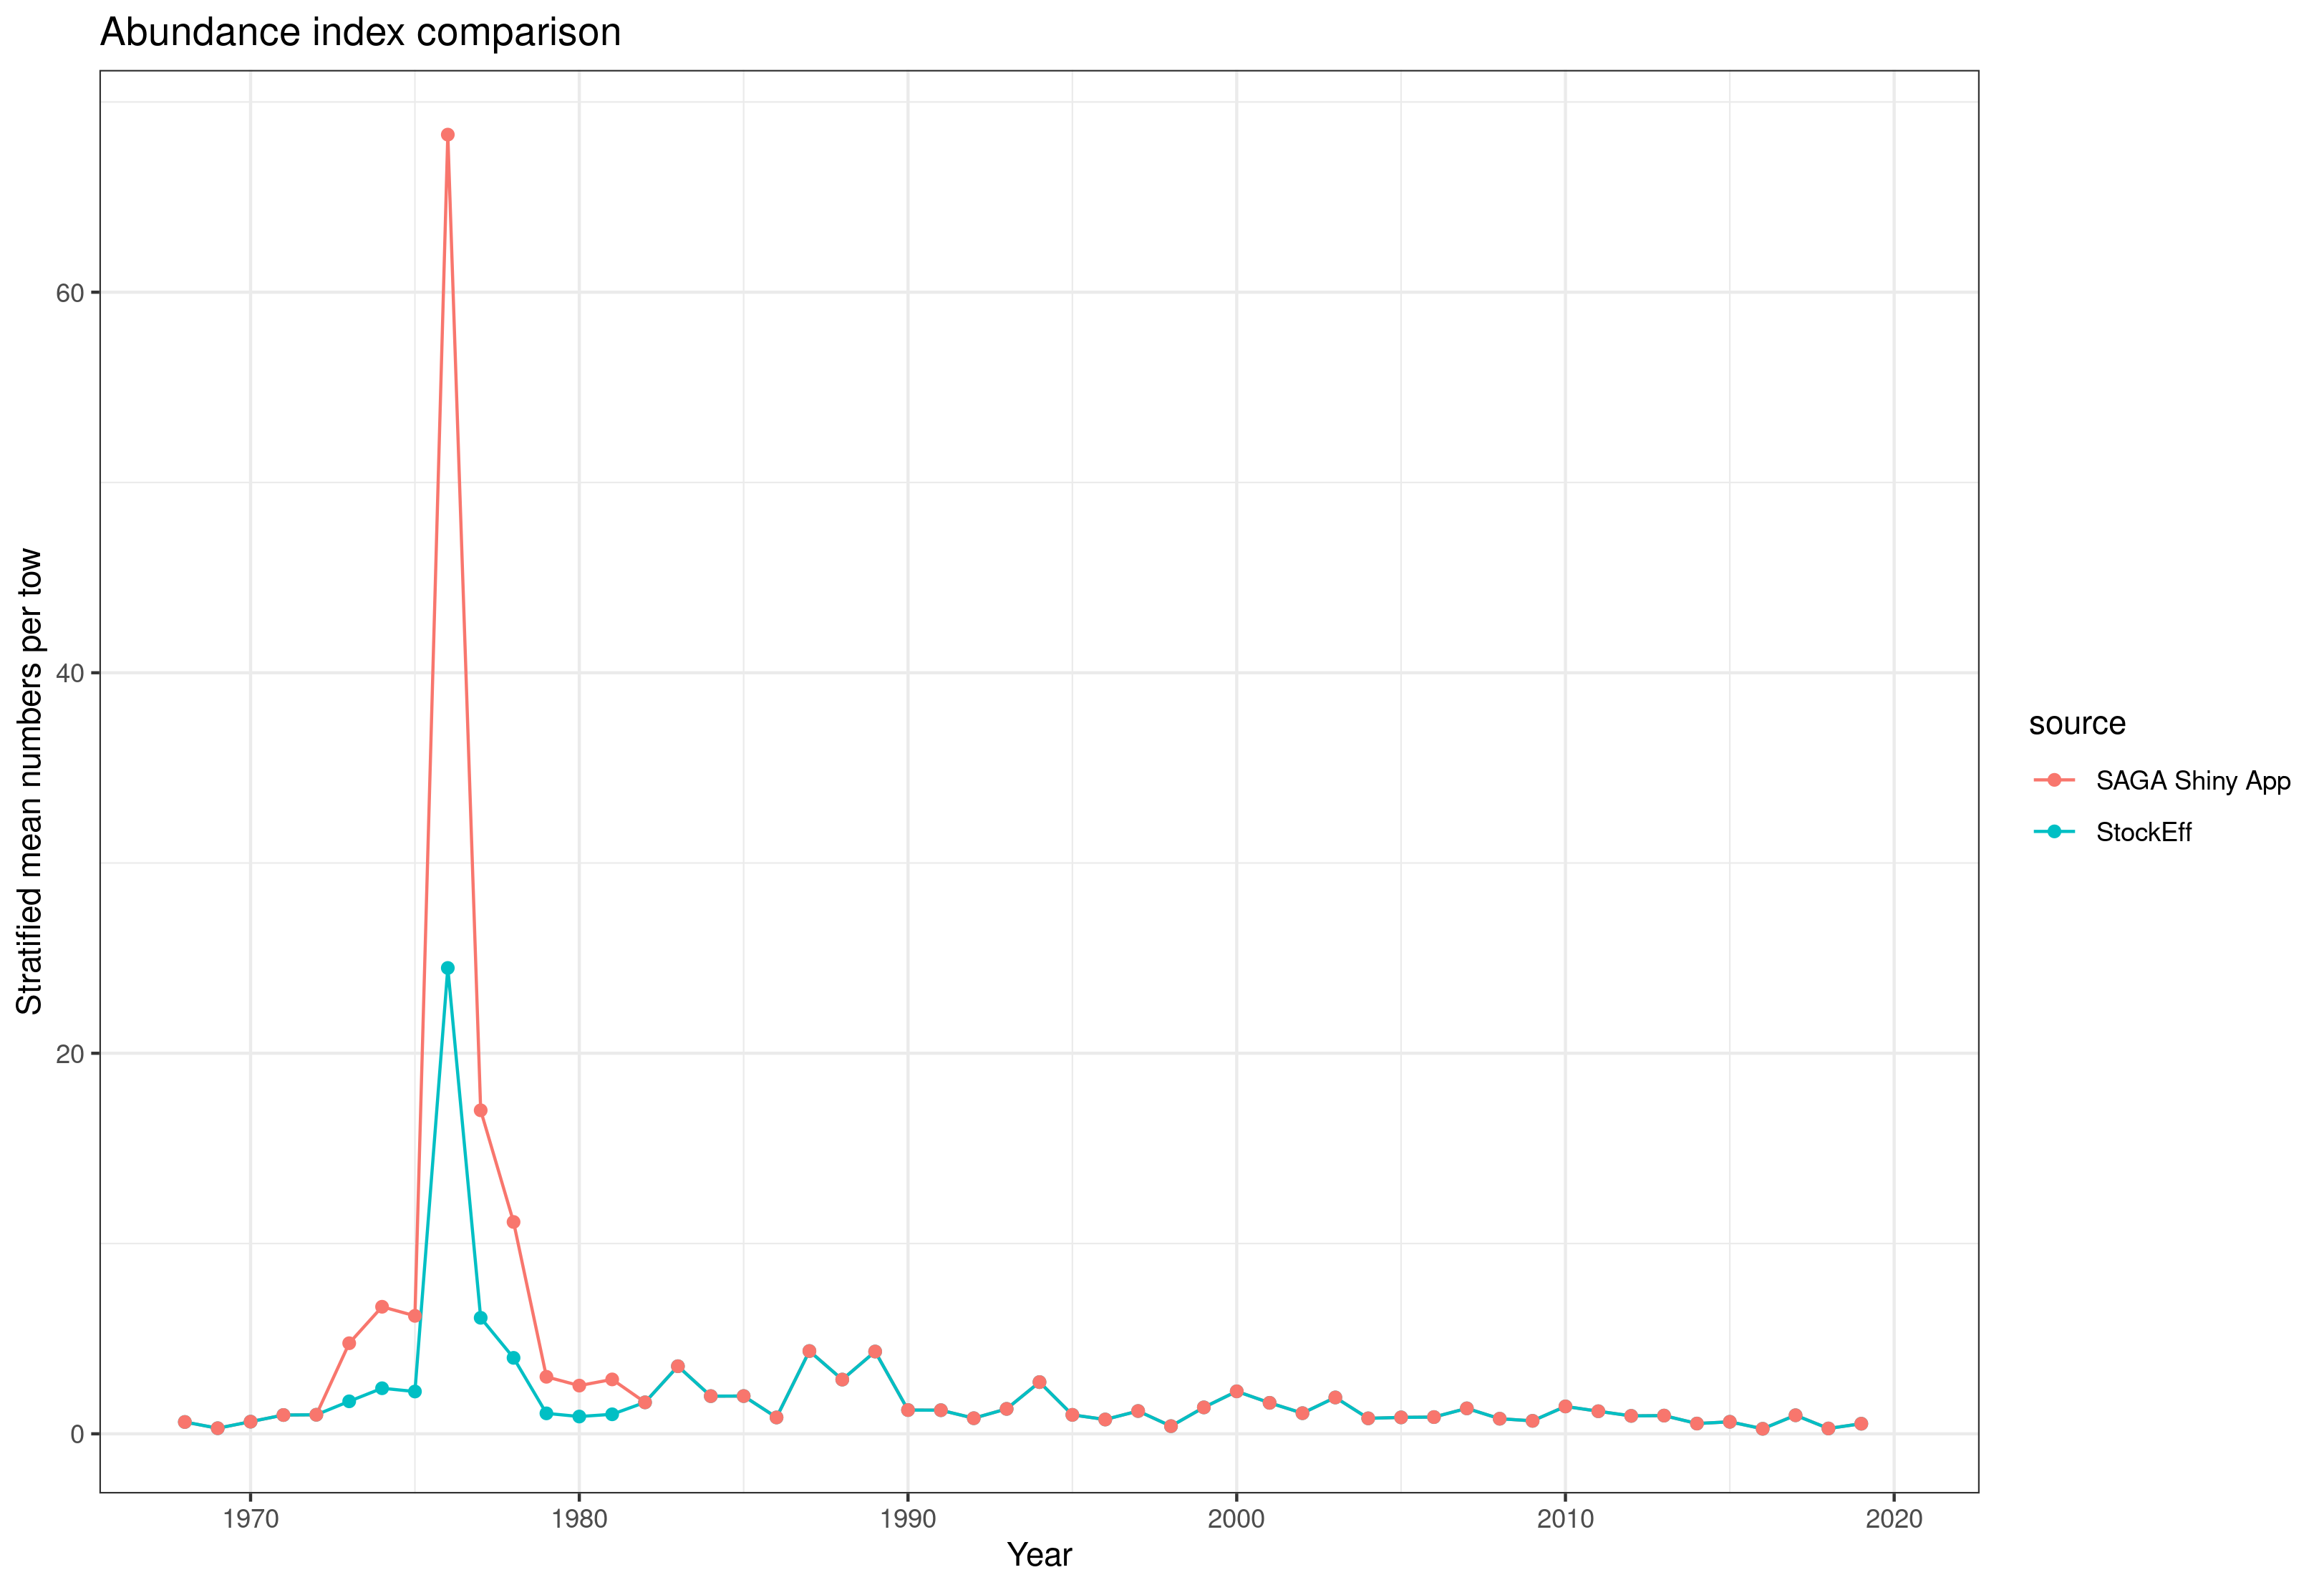 Abundance index comparison
Stratified mean numbers per tow
60
40
20
0
1970 1980 1990 2000 2010 2020
Year
source
SAGA Shiny App
StockEff